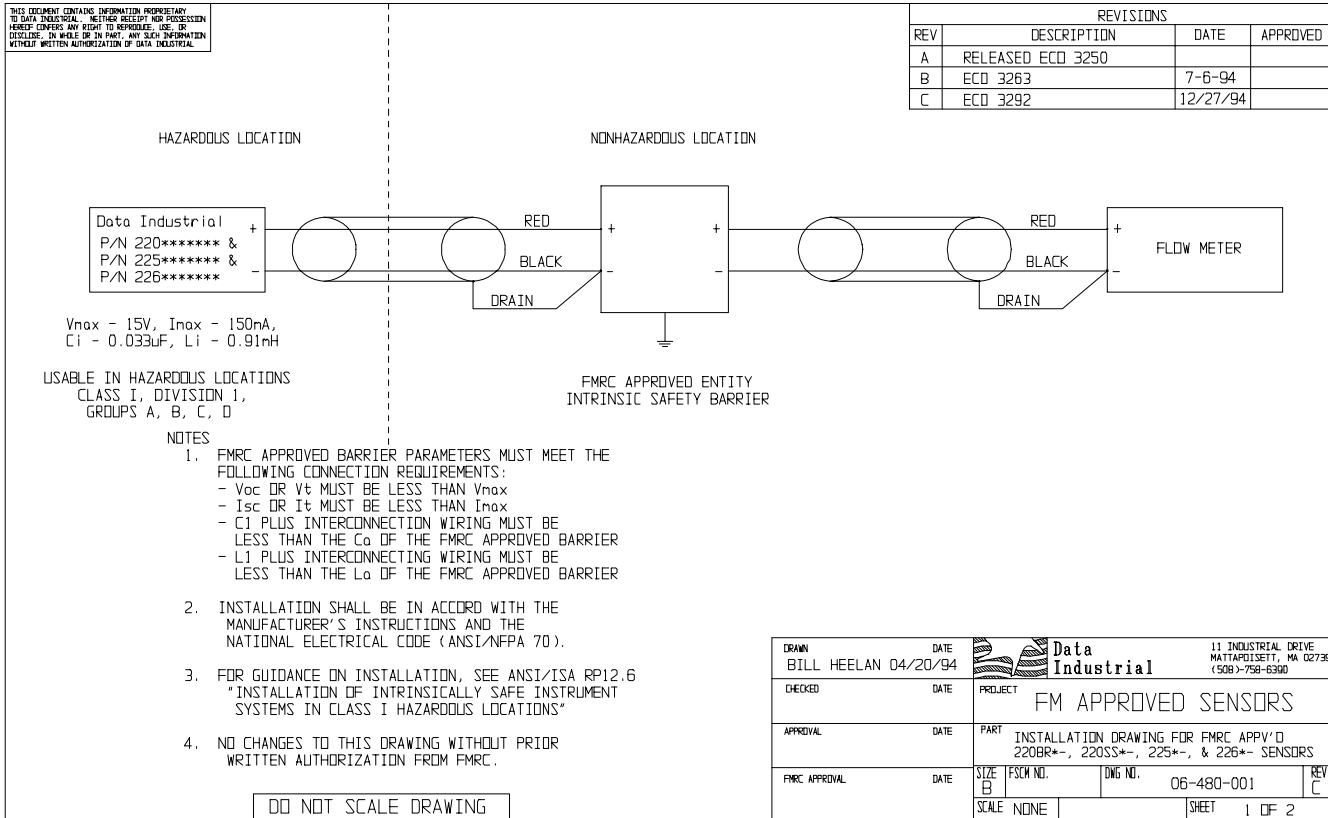 THIS DOCUMENT CONTAINS INFORMATION PROPRIETARY
TO DATA INDUSTRIAL. NEITHER RECEIPT NOR POSSESSION
HEREOF CONFERS ANY RIGHT TO REPRODUCE, USE, OR
DISCLOSE, IN WHOLE OR IN PART, ANY SUCH INFORMATION
WITHOUT WRITTEN AUTHORIZATION OF DATA INDUSTRIAL
REVISIONS
REV DESCRIPTION DATE APPROVED
A RELEASED ECO 3250
B ECO 3263 7-6-94
C ECO 3292 12/27/94
HAZARDOUS LOCATION
NONHAZARDOUS LOCATION
Data Industrial
P/N 220******* &
P/N 225******* &
P/N 226*******
+
-
RED
BLACK
DRAIN
+
-
+
-
RED
BLACK
DRAIN
+
-
FLOW METER
Vmax - 15V, Imax - 150mA,
Ci - 0.033uF, Li - 0.91mH
USABLE IN HAZARDOUS LOCATIONS
CLASS I, DIVISION 1,
GROUPS A, B, C, D
FMRC APPROVED ENTITY
INTRINSIC SAFETY BARRIER
NOTES
1. FMRC APPROVED BARRIER PARAMETERS MUST MEET THE
FOLLOWING CONNECTION REQUIREMENTS:
- Voc OR Vt MUST BE LESS THAN Vmax
- Isc OR It MUST BE LESS THAN Imax
- C1 PLUS INTERCONNECTION WIRING MUST BE
LESS THAN THE Ca OF THE FMRC APPROVED BARRIER
- L1 PLUS INTERCONNECTING WIRING MUST BE
LESS THAN THE La OF THE FMRC APPROVED BARRIER
2. INSTALLATION SHALL BE IN ACCORD WITH THE
MANUFACTURER'S INSTRUCTIONS AND THE
NATIONAL ELECTRICAL CODE (ANSI/NFPA 70).
3. FOR GUIDANCE ON INSTALLATION, SEE ANSI/ISA RP12.6
"INSTALLATION OF INTRINSICALLY SAFE INSTRUMENT
SYSTEMS IN CLASS I HAZARDOUS LOCATIONS"
4. NO CHANGES TO THIS DRAWING WITHOUT PRIOR
WRITTEN AUTHORIZATION FROM FMRC.
DO NOT SCALE DRAWING
DRAWN DATE
BILL HEELAN 04/20/94
CHECKED DATE
APPROVAL DATE
FMRC APPROVAL DATE
Data
Industrial
11 INDUSTRIAL DRIVE
MATTAPOISETT, MA 02739
(508)-758-6390
PROJECT
FM APPROVED SENSORS
PART
INSTALLATION DRAWING FOR FMRC APPV'D
220BR*-, 220SS*-, 225*-, & 226*- SENSORS
SIZE B
FSCM NO.
DWG NO. 06-480-001
REV C
SCALE NONE
SHEET 1 OF 2